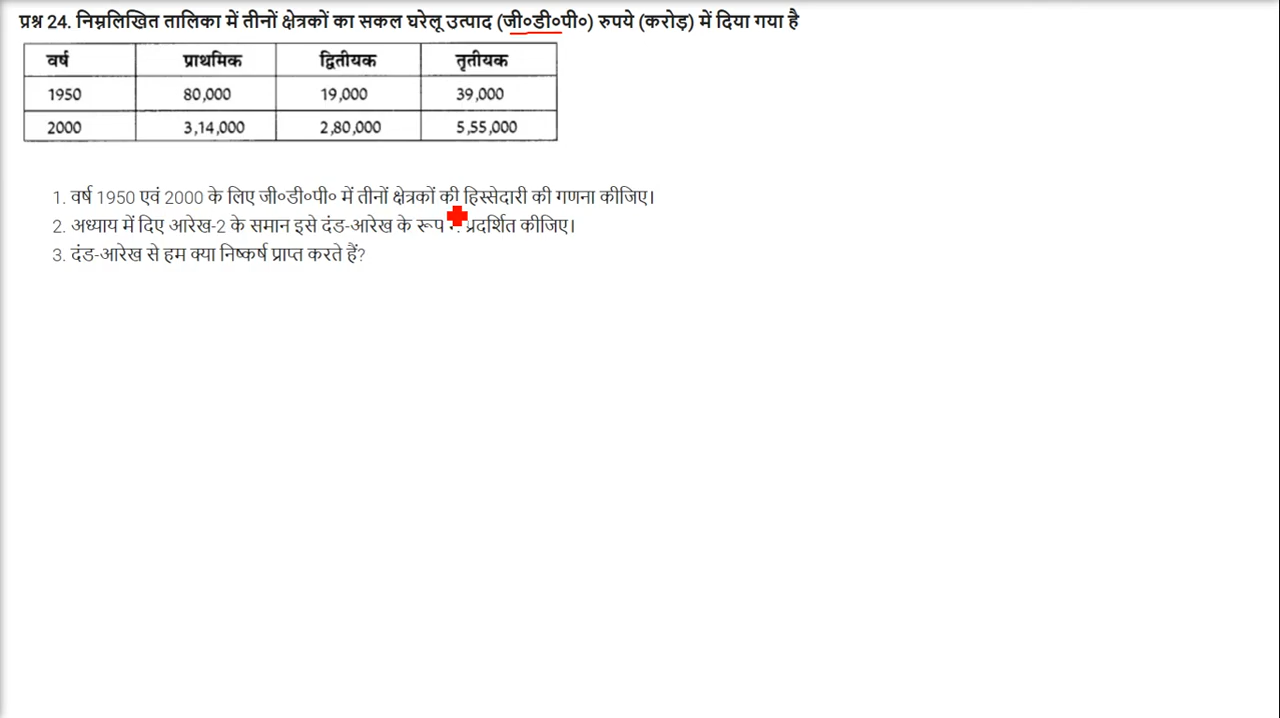 प्रश्न 24. निम्नलिखित तालिका में तीनों क्षेत्रकों का सकल घरेलू उत्पाद (जी०डी०पी०) रुपये (करोड़) में दिया गया है
वर्ष प्राथमिक द्वितीयक तृतीयक
1950 80,000 19,000 39,000
2000 3,14,000 2,80,000 5,55,000
1. वर्ष 1950 एवं 2000 के लिए जी०डी०पी० में तीनों क्षेत्रकों की हिस्सेदारी की गणना कीजिए।
2. अध्याय में दिए आरेख-2 के समान इसे दंड-आरेख के रूप प्रदर्शित कीजिए।
3. दंड-आरेख से हम क्या निष्कर्ष प्राप्त करते हैं?